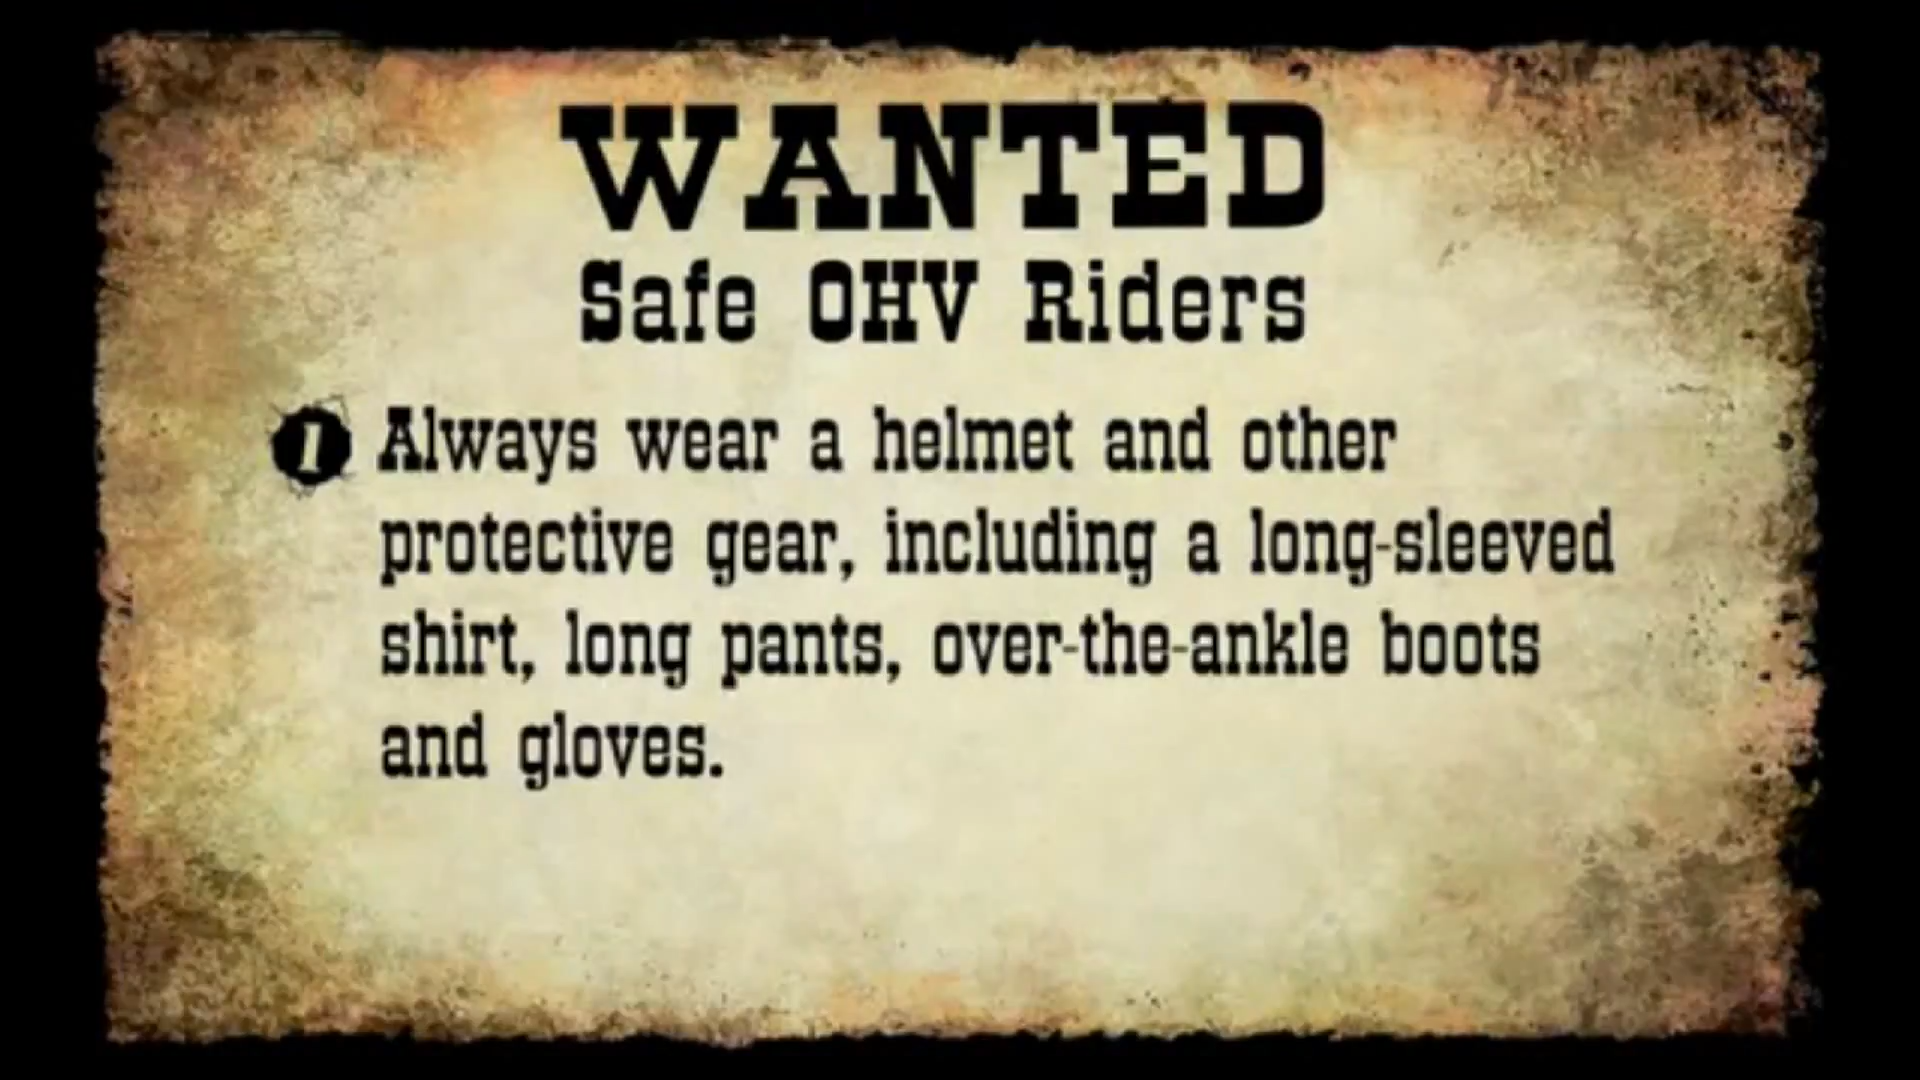 WANTED
Safe OHV Riders
1 Always wear a helmet and other
protective gear, including a long-sleeved
shirt, long pants, over-the-ankle boots
and gloves.